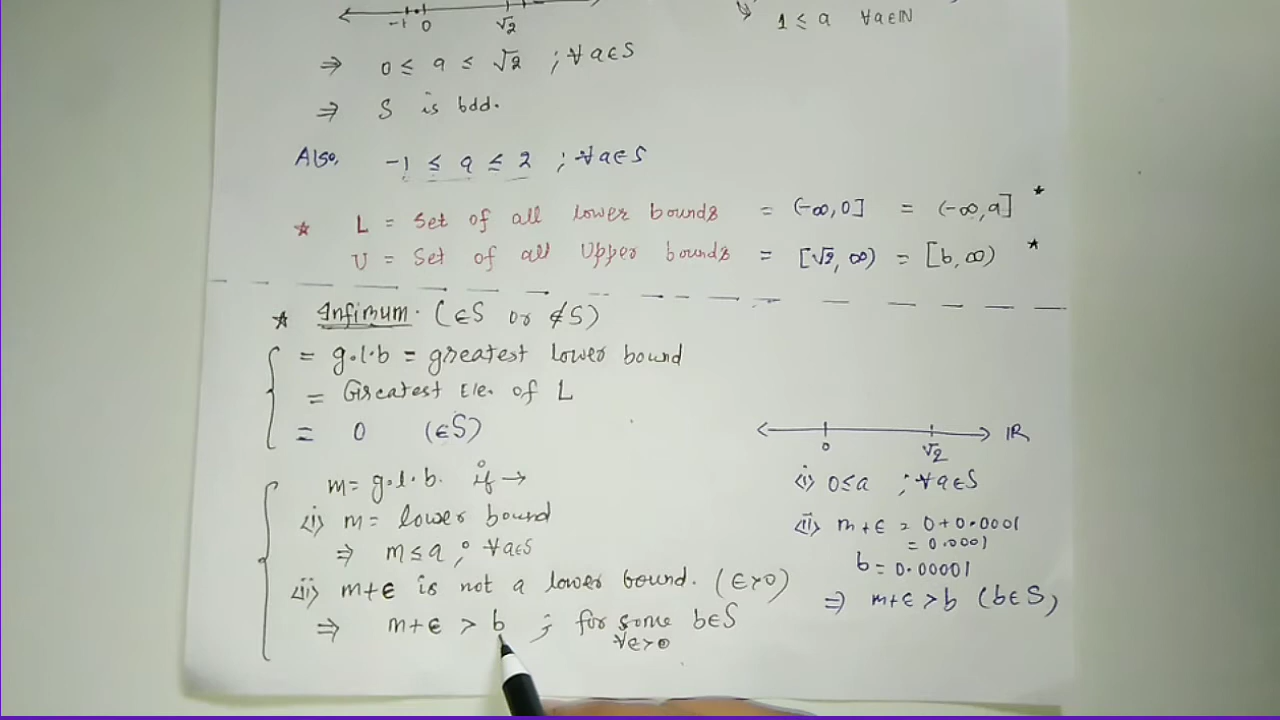 -1 0 √2
1 ≤ a ∀a∈ℕ
⇒ 0 ≤ a ≤ √2 ; ∀a∈S
⇒ S is bdd.
Also, -1 ≤ a ≤ 2 ; ∀a∈S
* L = Set of all lower bounds = (-∞,0] = (-∞,a] *
U = Set of all Upper bounds = [√2, ∞) = [b, ∞) *
* Infimum. (∈S or ∉S)
= g.l.b = greatest lower bound
= Greatest Ele. of L
= 0 (∈S)
0 √2 IR
m = g.l.b. if →
<i> m = lower bound
⇒ m ≤ a ; ∀a∈S
<ii> m+ϵ is not a lower bound. (ϵ>0)
⇒ m+ϵ > b ; for some b∈S
∀ϵ>0
<i> 0≤a ; ∀a∈S
<ii> m+ϵ = 0+0.0001
= 0.0001
b = 0.00001
⇒ m+ϵ > b (b∈S)